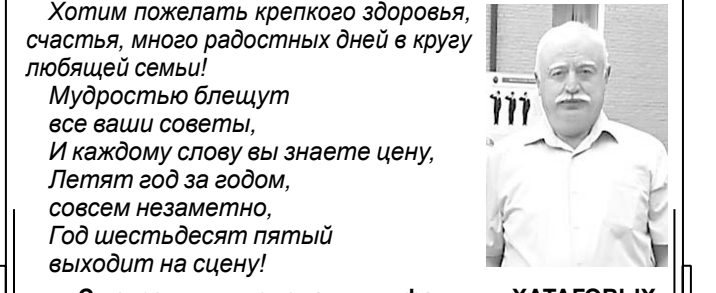 Хотим пожелать крепкого здоровья,
счастья, много радостных дней в кругу
любящей семьи!
Мудростью блещут
все ваши советы,
И каждому слову вы знаете цену,
Летят год за годом,
совсем незаметно,
Год шестьдесят пятый
выходит на сцену!
ХАТАГОВЫХ